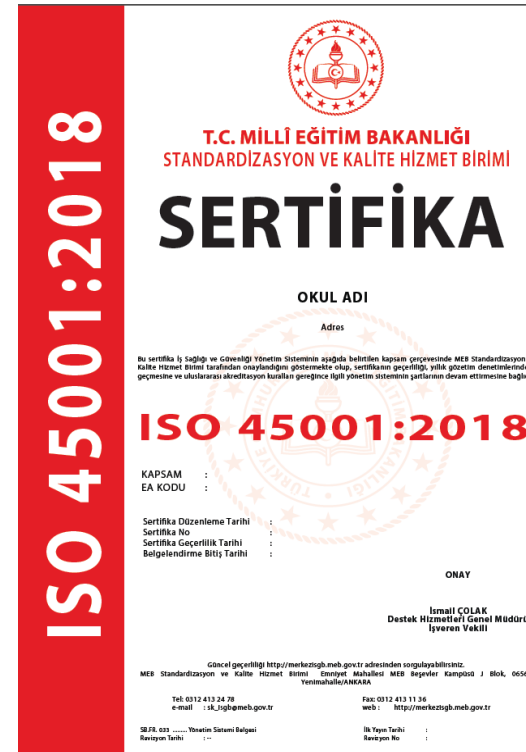 ISO 45001:2018
T.C. MİLLÎ EĞİTİM BAKANLIĞI
STANDARDİZASYON VE KALİTE HİZMET BİRİMİ
SERTİFİKA
OKUL ADI
Adres
Bu sertifika İş Sağlığı ve Güvenliği Yönetim Sisteminin aşağıda belirtilen kapsam çerçevesinde MEB Standardizasyon
Kalite Hizmet Birimi tarafından onaylandığını göstermekte olup, sertifikanın geçerliliği, yıllık gözetim denetimlerinde
geçmesine ve uluslararası akreditasyon kuralları gereğince ilgili yönetim sisteminin şartlarının devam ettirmesine bağlı
ISO 45001:2018
KAPSAM :
EA KODU :
Sertifika Düzenleme Tarihi :
Sertifika No :
Sertifika Geçerlilik Tarihi :
Belgelendirme Bitiş Tarihi :
ONAY
İsmail ÇOLAK
Destek Hizmetleri Genel Müdürü
İşveren Vekili
Güncel geçerliliği http://merkezisgb.meb.gov.tr adresinden sorgulayabilirsiniz.
MEB Standardizasyon ve Kalite Hizmet Birimi Emniyet Mahallesi MEB Beşevler Kampüsü J Blok, 0656
Yenimahalle/ANKARA
Tel: 0312 413 24 78 Fax: 0312 413 11 36
e-mail : sk_isgb@meb.gov.tr web : http://merkezisgb.meb.gov.tr
SB.FR. 033 ........ Yönetim Sistemi Belgesi İlk Yayın Tarihi :
Revizyon Tarihi : -- Revizyon No :